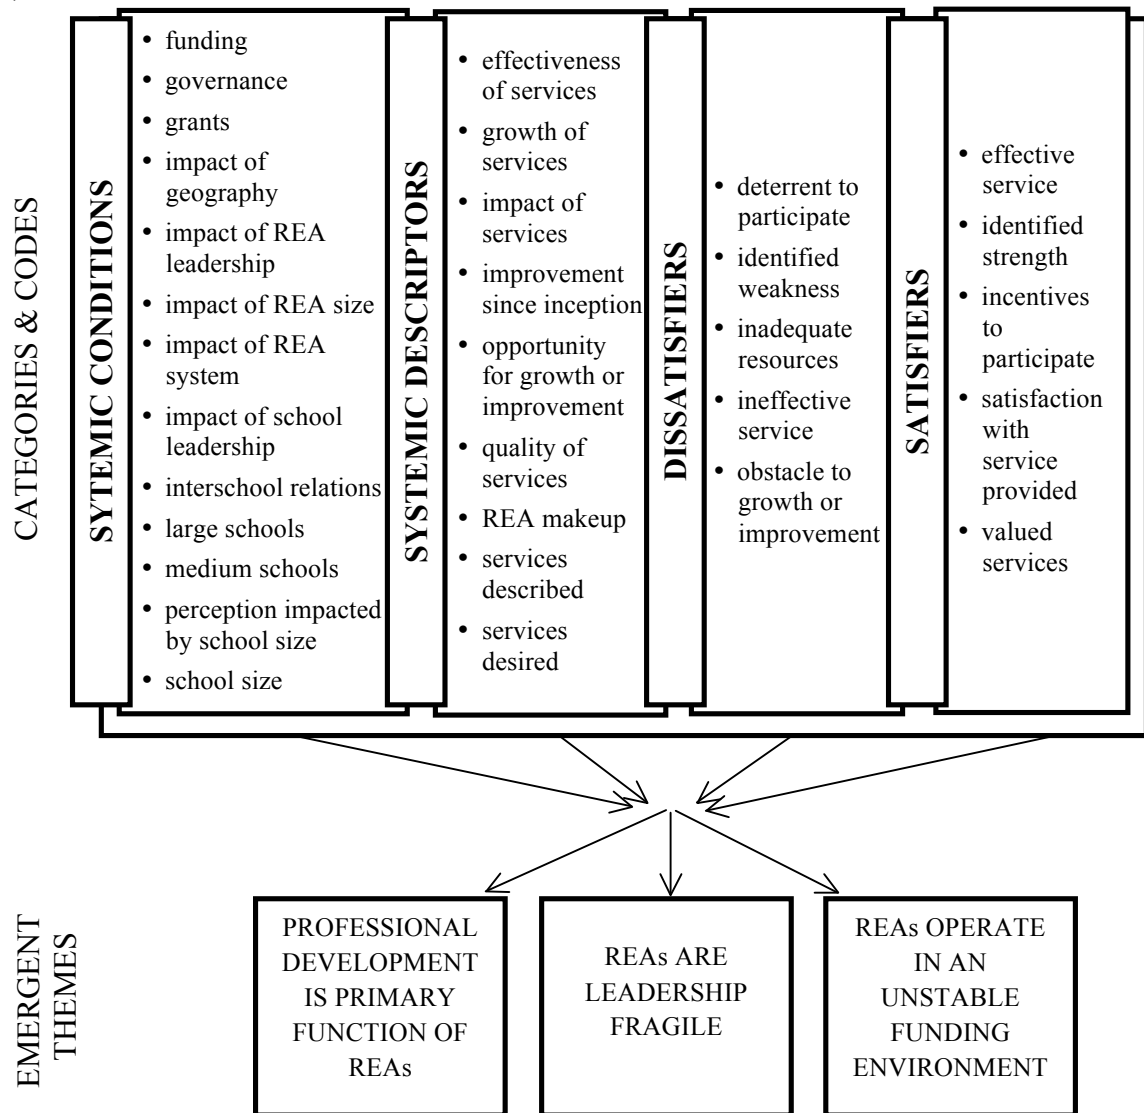 CATEGORIES & CODES
SYTEMIC CONDITIONS
• funding
• governance
• grants
• impact of
geography
• impact of REA
leadership
• impact of REA size
• impact of REA
system
• impact of school
leadership
• interschool relations
• large schools
• medium schools
• perception impacted
by school size
• school size
SYSTEMIC DESCRIPTORS
• effectiveness
of services
• growth of
services
• impact of
services
• improvement
since inception
• opportunity
for growth or
improvement
• quality of
services
• REA makeup
• services
described
• services
desired
DISSATISFIERS
• deterrent to
participate
• identified
weakness
• inadequate
resources
• ineffective
service
• obstacle to
growth or
improvement
SATISFIERS
• effective
service
• identified
strength
• incentives
to
participate
• satisfaction
with
service
provided
• valued
services
EMERGENT
THEMES
PROFESSIONAL
DEVELOPMENT
IS PRIMARY
FUNCTION OF
REAs
REAs ARE
LEADERSHIP
FRAGILE
REAs OPERATE
IN AN
UNSTABLE
FUNDING
ENVIRONMENT